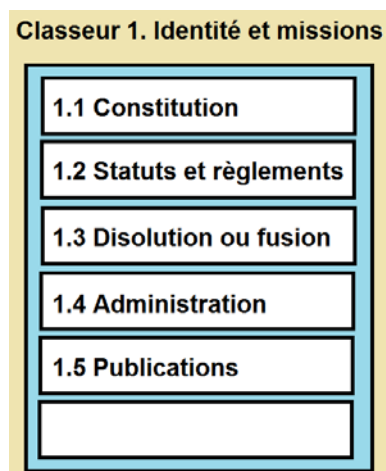 Classeur 1. Identité et missions
1.1 Constitution
1.2 Statuts et règlements
1.3 Disolution ou fusion
1.4 Administration
1.5 Publications